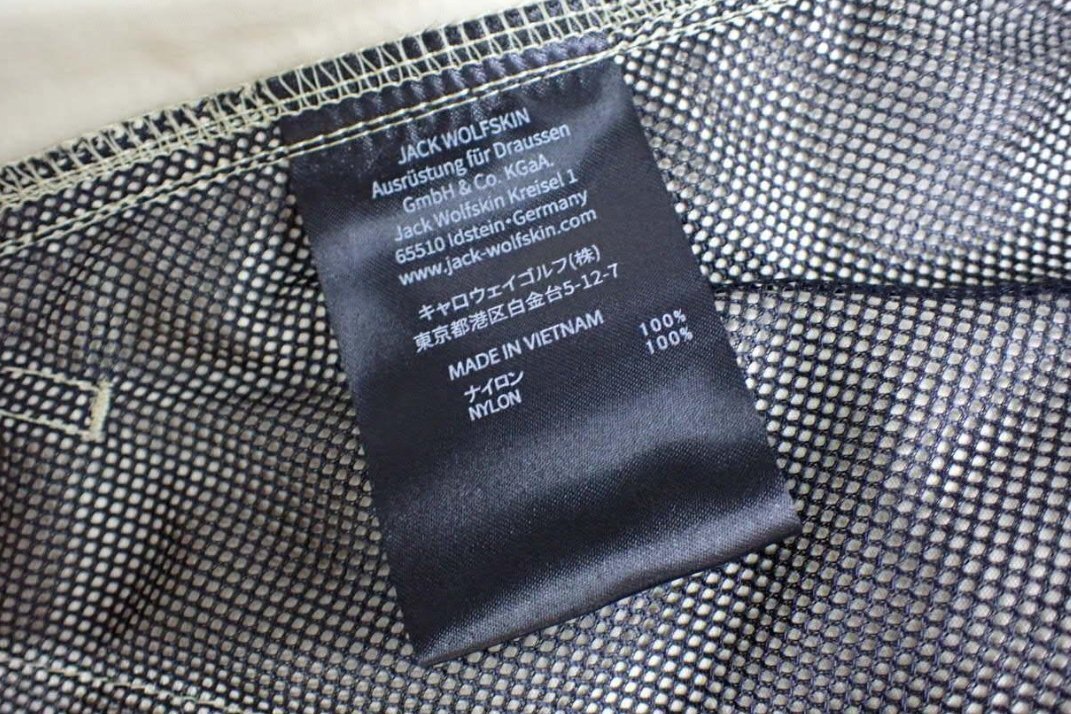 JACK WOLFSKIN
Ausrüstung für Draussen
GmbH & Co. KGaA.
Jack Wolfskin Kreisel 1
65510 Idstein·Germany
www.jack-wolfskin.com
キャロウェイゴルフ(株)
東京都港区白金台5-12-7
MADE IN VIETNAM
ナイロン 100%
NYLON 100%